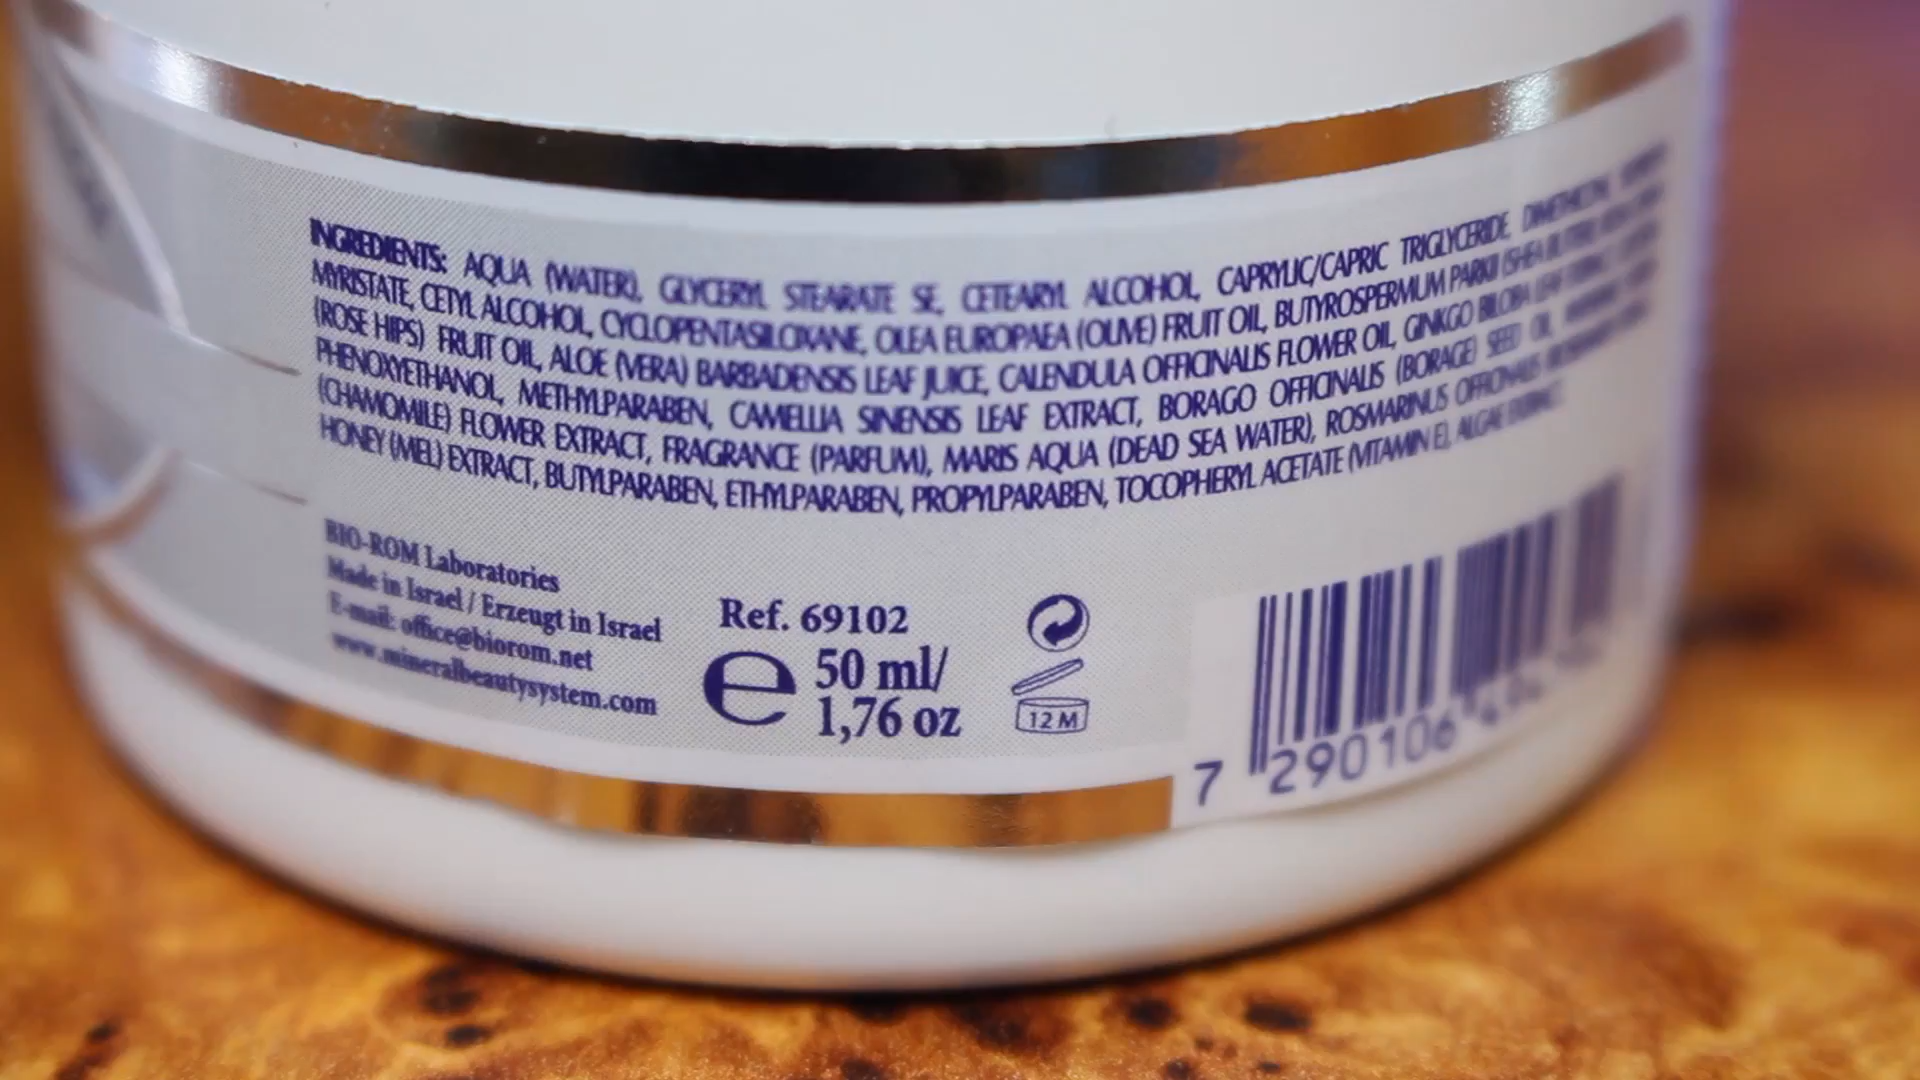 INGREDIENTS: AQUA (WATER), GLYCERYL STEARATE SE, CETEARYL ALCOHOL, CAPRYLIC/CAPRIC TRIGLYCERIDE,
MYRISTATE, CETYL ALCOHOL, CYCLOPENTASILOXANE, OLEA EUROPAEA (OLIVE) FRUIT OIL, BUTYROSPERMUM PARKII (SHEA BUTTER),
(ROSE HIPS) FRUIT OIL, ALOE (VERA) BARBADENSIS LEAF JUICE, CALENDULA OFFICINALIS FLOWER OIL, GINKGO BILOBA LEAF
PHENOXYETHANOL, METHYLPARABEN, CAMELLIA SINENSIS LEAF EXTRACT, BORAGO OFFICINALIS (BORAGE) SEED OIL,
(CHAMOMILE) FLOWER EXTRACT, FRAGRANCE (PARFUM), MARIS AQUA (DEAD SEA WATER), ROSMARINUS OFFICINALIS
HONEY (MEL) EXTRACT, BUTYLPARABEN, ETHYLPARABEN, PROPYLPARABEN, TOCOPHERYL ACETATE (VITAMIN E), ALGAE EXTRACT.
BIO-ROM Laboratories
Made in Israel / Erzeugt in Israel
E-mail: office@biorom.net
www.mineralbeautysystem.com
Ref. 69102
e 50 ml/
1,76 oz
12 M
7 290106